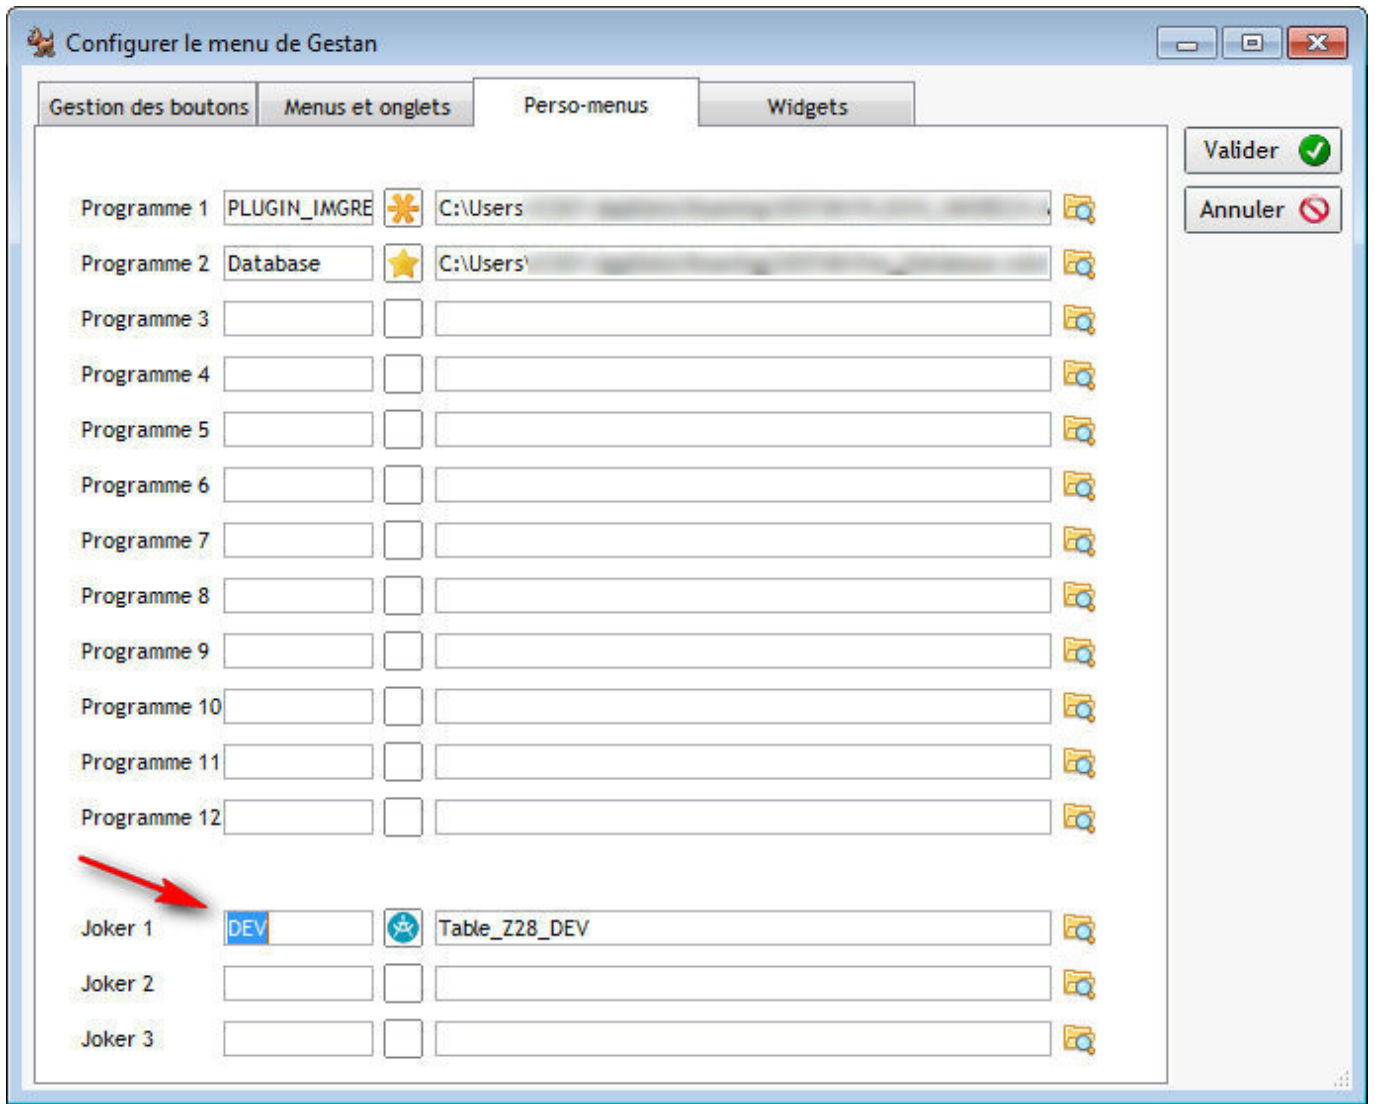 Configurer le menu de Gestan
Gestion des boutons Menus et onglets Perso-menus Widgets
Valider
Annuler
Programme 1 PLUGIN_IMGRE C:\Users
Programme 2 Database C:\Users\
Programme 3
Programme 4
Programme 5
Programme 6
Programme 7
Programme 8
Programme 9
Programme 10
Programme 11
Programme 12
Joker 1 DEV Table_Z28_DEV
Joker 2
Joker 3